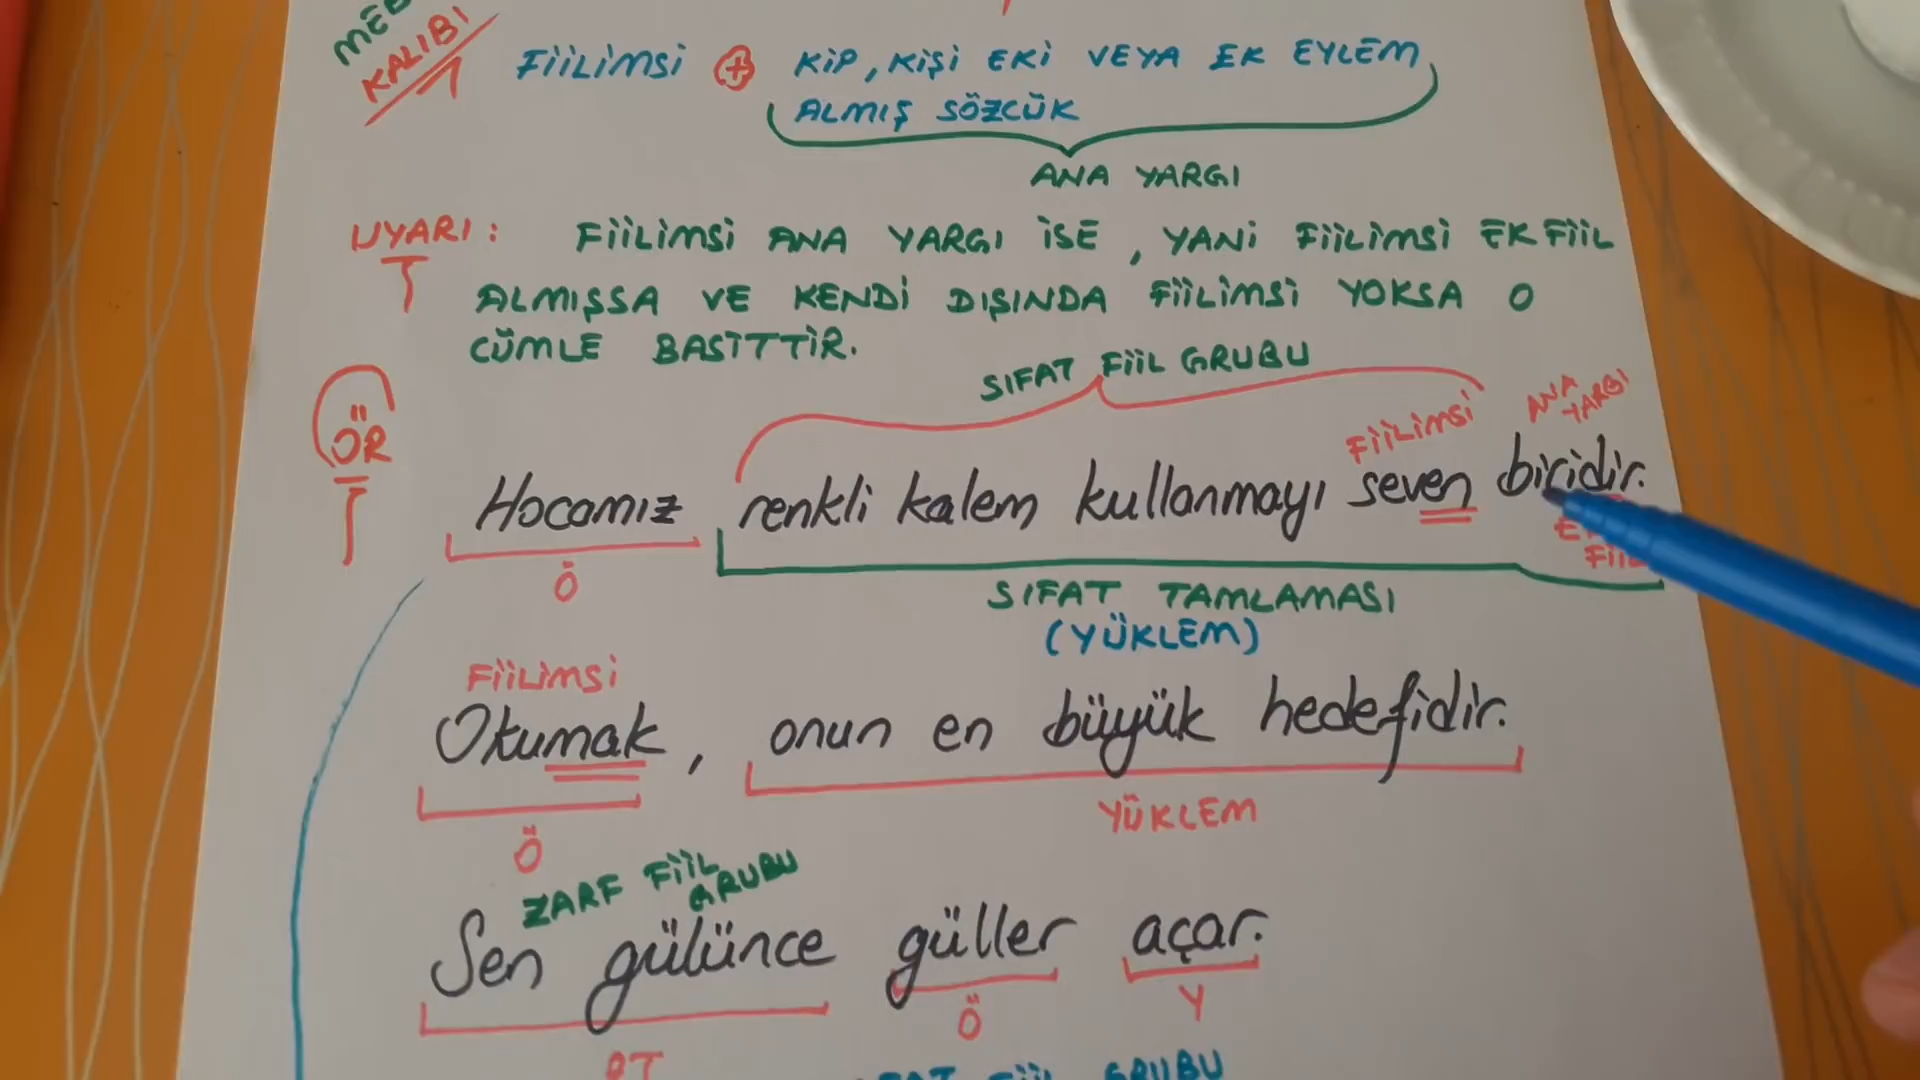 MEB
KALIBI
FİİLİMSİ + KİP, KİŞİ EKİ VEYA EK EYLEM
ALMIŞ SÖZCÜK
ANA YARGI
UYARI: FİİLİMSİ ANA YARGI İSE, YANİ FİİLİMSİ EK FİİL
ALMIŞSA VE KENDİ DIŞINDA FİİLİMSİ YOKSA O
CÜMLE BASİTTİR.
SIFAT FİİL GRUBU
FİİLİMSİ
ANA YARGI
ÖR
Hocamız renkli kalem kullanmayı seven biridir.
FİİL
Ö
SIFAT TAMLAMASI
(YÜKLEM)
FİİLİMSİ
Okumak, onun en büyük hedefidir.
Ö
YÜKLEM
ZARF FİİL GRUBU
Sen gülünce güller açar.
Ö
Y
FİİL GRUBU